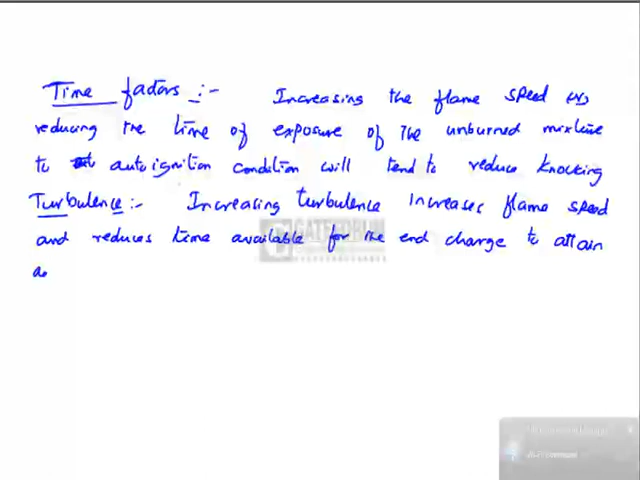 Time factors :- Increasing the flame speed (or)
reducing the time of exposure of the unburned mixture
to autoignition condition will tend to reduce knocking
Turbulence :- Increasing turbulence increases flame speed
and reduces time available for the end charge to attain